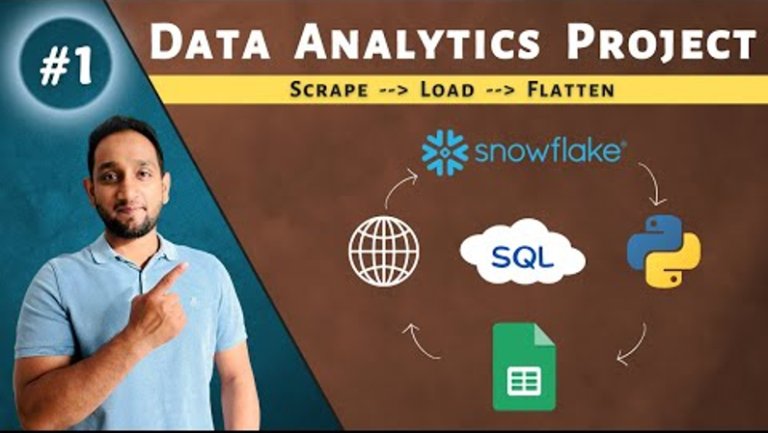 #1
DATA ANALYTICS PROJECT
SCRAPE --> LOAD --> FLATTEN
snowflake®
SQL